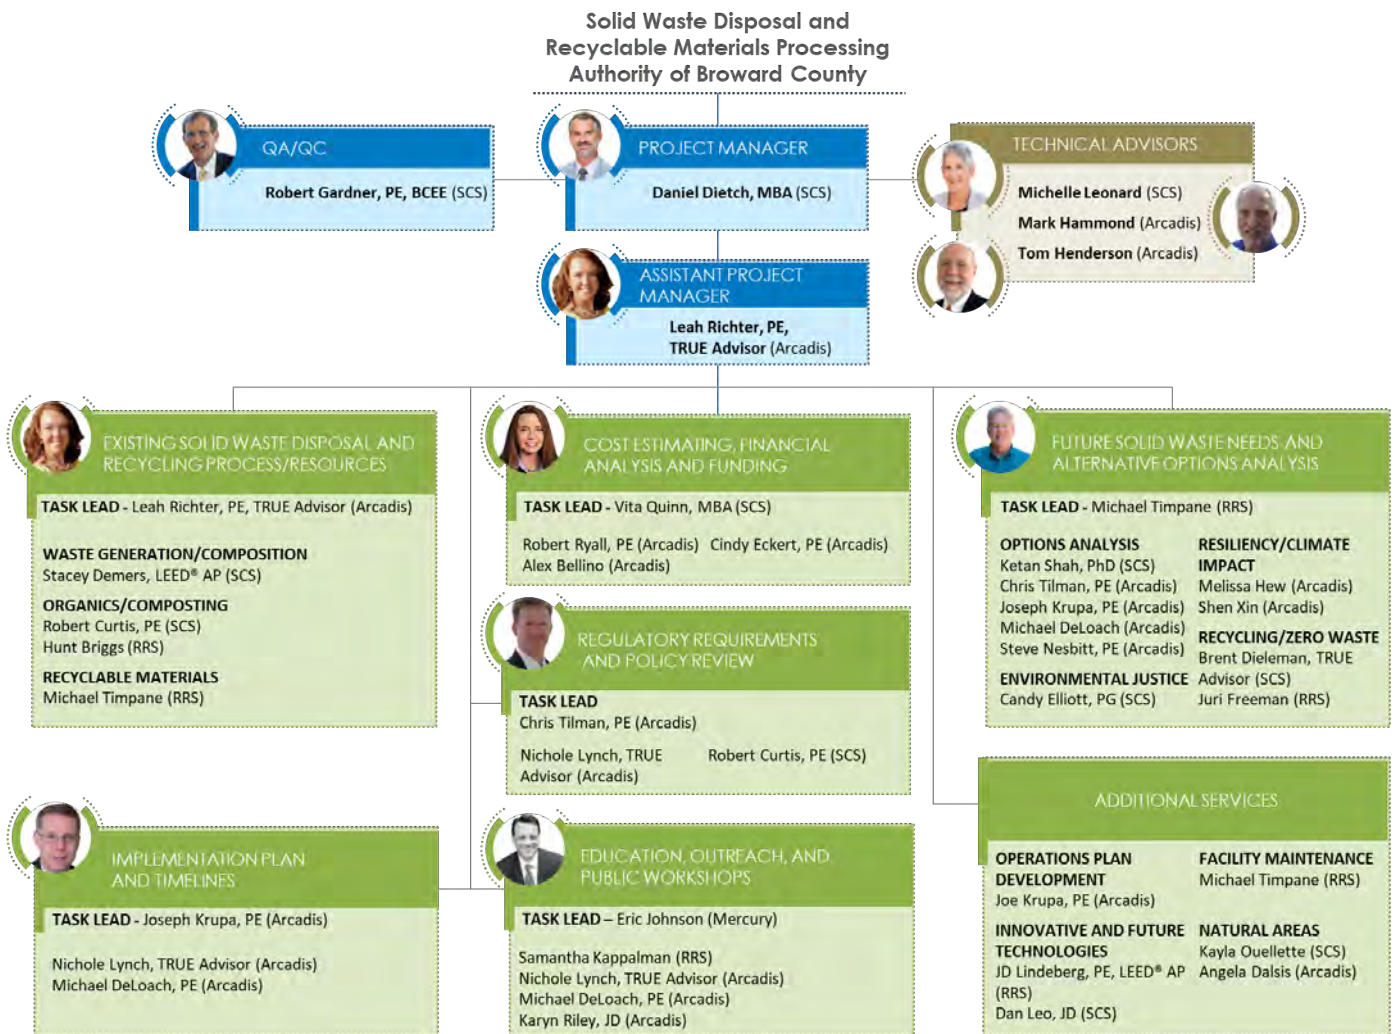 Solid Waste Disposal and
Recyclable Materials Processing
Authority of Broward County
QA/QC
Robert Gardner, PE, BCEE (SCS)
PROJECT MANAGER
Daniel Dietch, MBA (SCS)
TECHNICAL ADVISORS
Michelle Leonard (SCS)
Mark Hammond (Arcadis)
Tom Henderson (Arcadis)
ASSISTANT PROJECT
MANAGER
Leah Richter, PE,
TRUE Advisor (Arcadis)
EXISTING SOLID WASTE DISPOSAL AND
RECYCLING PROCESS/RESOURCES
TASK LEAD - Leah Richter, PE, TRUE Advisor (Arcadis)
WASTE GENERATION/COMPOSITION
Stacey Demers, LEED® AP (SCS)
ORGANICS/COMPOSTING
Robert Curtis, PE (SCS)
Hunt Briggs (RRS)
RECYCLABLE MATERIALS
Michael Timpane (RRS)
COST ESTIMATING, FINANCIAL
ANALYSIS AND FUNDING
TASK LEAD - Vita Quinn, MBA (SCS)
Robert Ryall, PE (Arcadis) Cindy Eckert, PE (Arcadis)
Alex Bellino (Arcadis)
REGULATORY REQUIREMENTS
AND POLICY REVIEW
TASK LEAD
Chris Tilman, PE (Arcadis)
Nichole Lynch, TRUE
Advisor (Arcadis)
Robert Curtis, PE (SCS)
FUTURE SOLID WASTE NEEDS AND
ALTERNATIVE OPTIONS ANALYSIS
TASK LEAD - Michael Timpane (RRS)
OPTIONS ANALYSIS
Ketan Shah, PhD (SCS)
Chris Tilman, PE (Arcadis)
Joseph Krupa, PE (Arcadis)
Michael DeLoach (Arcadis)
Steve Nesbitt, PE (Arcadis)
ENVIRONMENTAL JUSTICE
Candy Elliott, PG (SCS)
RESILIENCY/CLIMATE
IMPACT
Melissa Hew (Arcadis)
Shen Xin (Arcadis)
RECYCLING/ZERO WASTE
Brent Dieleman, TRUE
Advisor (SCS)
Juri Freeman (RRS)
IMPLEMENTATION PLAN
AND TIMELINES
TASK LEAD - Joseph Krupa, PE (Arcadis)
Nichole Lynch, TRUE Advisor (Arcadis)
Michael DeLoach, PE (Arcadis)
EDUCATION, OUTREACH, AND
PUBLIC WORKSHOPS
TASK LEAD – Eric Johnson (Mercury)
Samantha Kappalman (RRS)
Nichole Lynch, TRUE Advisor (Arcadis)
Michael DeLoach, PE (Arcadis)
Karyn Riley, JD (Arcadis)
ADDITIONAL SERVICES
OPERATIONS PLAN
DEVELOPMENT
Joe Krupa, PE (Arcadis)
INNOVATIVE AND FUTURE
TECHNOLOGIES
JD Lindeberg, PE, LEED® AP
(RRS)
Dan Leo, JD (SCS)
FACILITY MAINTENANCE
Michael Timpane (RRS)
NATURAL AREAS
Kayla Ouellette (SCS)
Angela Dalsis (Arcadis)